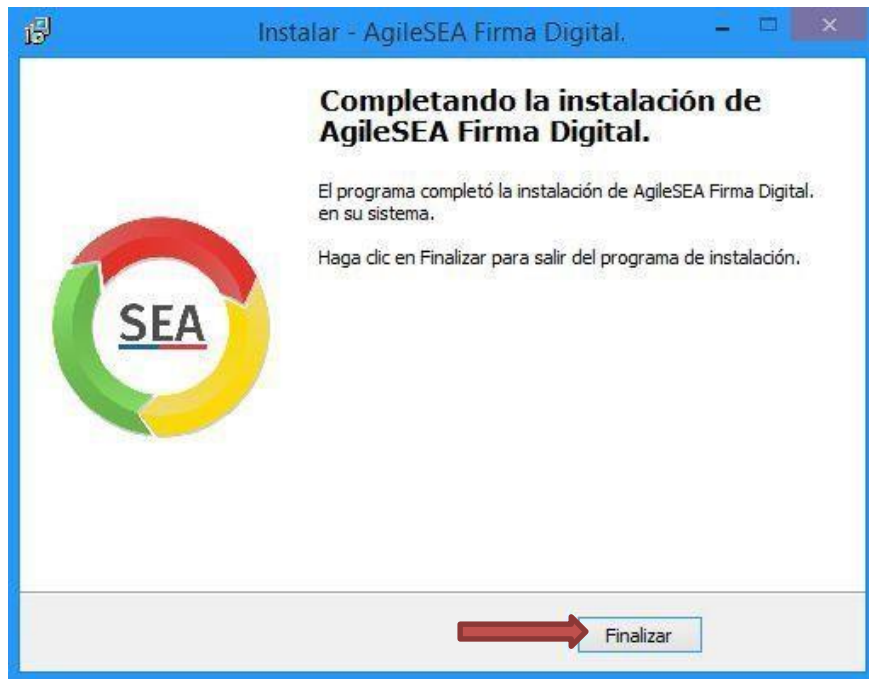 Instalar - AgileSEA Firma Digital.
Completando la instalación de
AgileSEA Firma Digital.
El programa completó la instalación de AgileSEA Firma Digital.
en su sistema.
Haga clic en Finalizar para salir del programa de instalación.
SEA
Finalizar